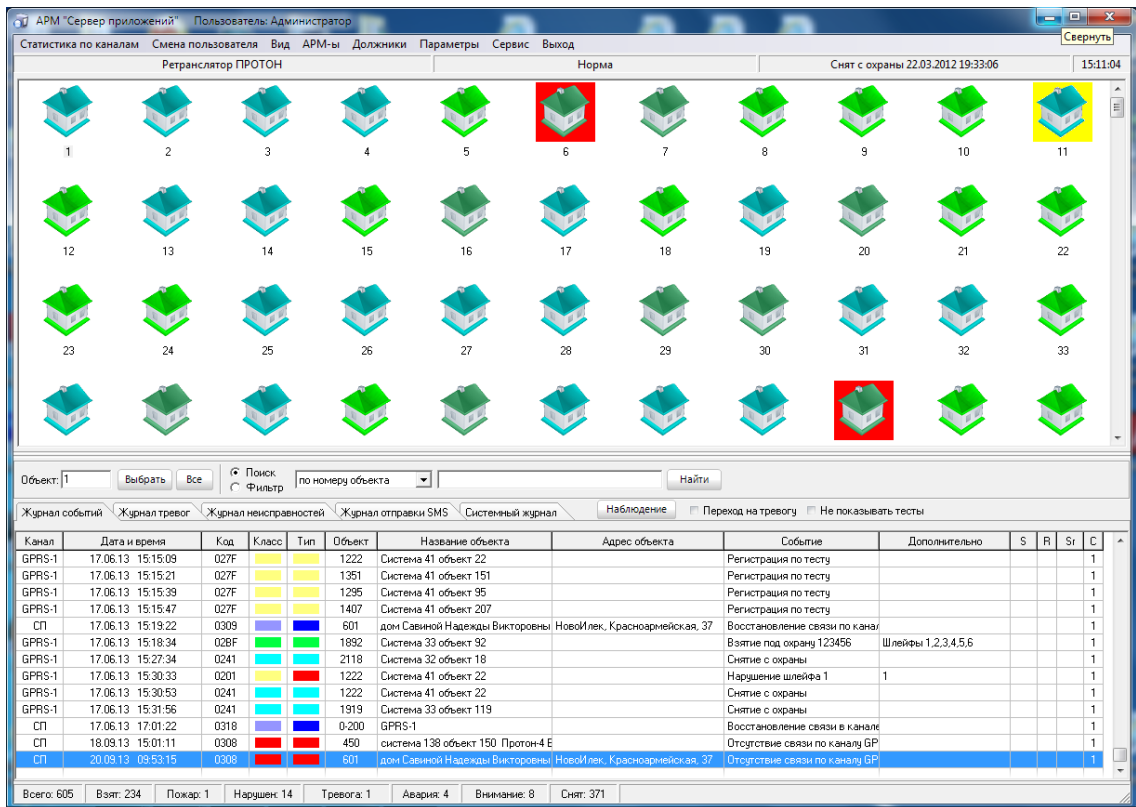 АРМ "Сервер приложений" Пользователь: Администратор
Свернуть
Статистика по каналам Смена пользователя Вид АРМ-ы Должники Параметры Сервис Выход
Ретранслятор ПРОТОН Норма Снят с охраны 22.03.2012 19:33:06 15:11:04
1 2 3 4 5 6 7 8 9 10 11
12 13 14 15 16 17 18 19 20 21 22
23 24 25 26 27 28 29 30 31 32 33
Объект: 1 Выбрать Все Поиск по номеру объекта Найти
Фильтр
Журнал событий Журнал тревог Журнал неисправностей Журнал отправки SMS Системный журнал Наблюдение Переход на тревогу Не показывать тесты
Канал Дата и время Код Класс Тип Объект Название объекта Адрес объекта Событие Дополнительно S R Sr C
GPRS-1 17.06.13 15:15:09 027F 1222 Система 41 объект 22 Регистрация по тесту 1
GPRS-1 17.06.13 15:15:21 027F 1351 Система 41 объект 151 Регистрация по тесту 1
GPRS-1 17.06.13 15:15:39 027F 1295 Система 41 объект 95 Регистрация по тесту 1
GPRS-1 17.06.13 15:15:47 027F 1407 Система 41 объект 207 Регистрация по тесту 1
СП 17.06.13 15:19:22 0309 601 дом Савиной Надежды Викторовны НовоИлек, Красноармейская, 37 Восстановление связи по канал 1
GPRS-1 17.06.13 15:18:34 02BF 1892 Система 33 объект 92 Взятие под охрану 123456 Шлейфы 1,2,3,4,5,6 1
GPRS-1 17.06.13 15:27:34 0241 2118 Система 32 объект 18 Снятие с охраны 1
GPRS-1 17.06.13 15:30:33 0201 1222 Система 41 объект 22 Нарушение шлейфа 1 1 1
GPRS-1 17.06.13 15:30:53 0241 1222 Система 41 объект 22 Снятие с охраны 1
GPRS-1 17.06.13 15:31:56 0241 1919 Система 33 объект 119 Снятие с охраны 1
СП 17.06.13 17:01:22 0318 0-200 GPRS-1 Восстановление связи в канале 1
СП 18.09.13 15:01:11 0308 450 система 138 объект 150 Протон-4 Е Отсутствие связи по каналу GP 1
СП 20.09.13 09:53:15 0308 601 дом Савиной Надежды Викторовны НовоИлек, Красноармейская, 37 Отсутствие связи по каналу GP 1
Всего: 605 Взят: 234 Пожар: 1 Нарушен: 14 Тревога: 1 Авария: 4 Внимание: 8 Снят: 371